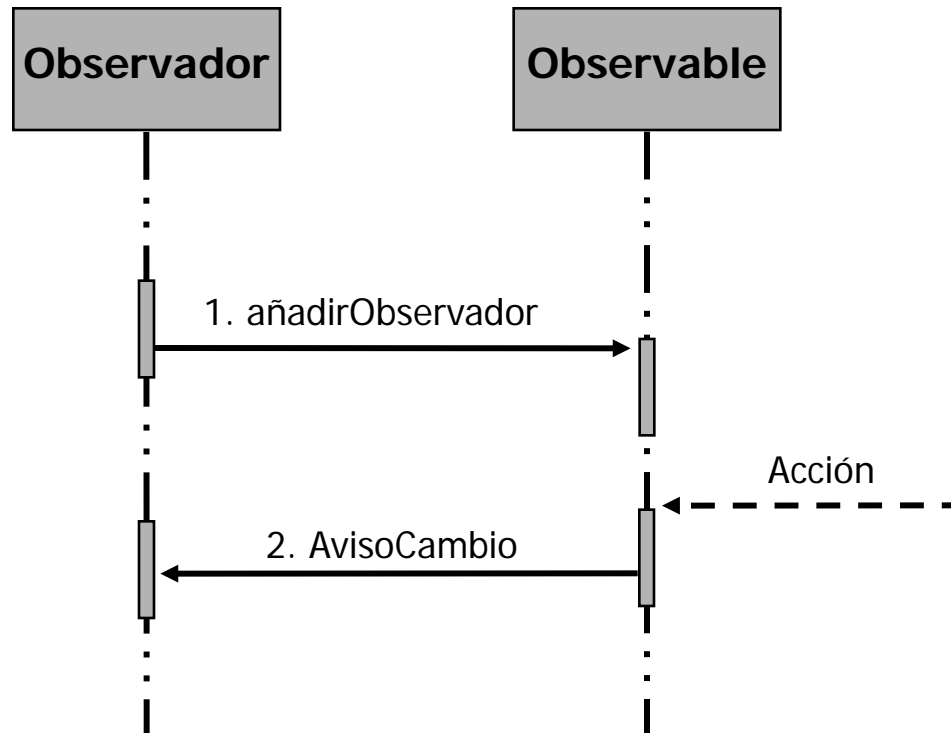 Observador
Observable
1. añadirObservador
Acción
2. AvisoCambio